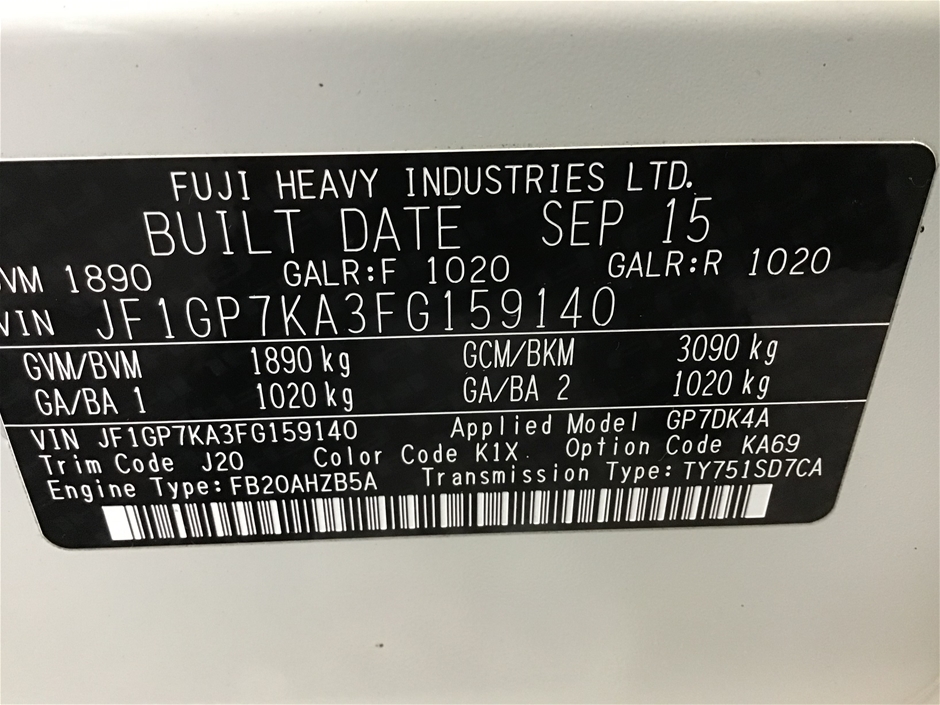 FUJI HEAVY INDUSTRIES LTD.
BUILT DATE SEP 15
VM 1890 GALR:F 1020 GALR:R 1020
VIN JF1GP7KA3FG159140
GVM/BVM 1890 kg GCM/BKM 3090 kg
GA/BA 1 1020 kg GA/BA 2 1020 kg
VIN JF1GP7KA3FG159140 Applied Model GP7DK4A
Trim Code J20 Color Code K1X. Option Code KA69
Engine Type:FB20AHZB5A Transmission Type:TY751SD7CA